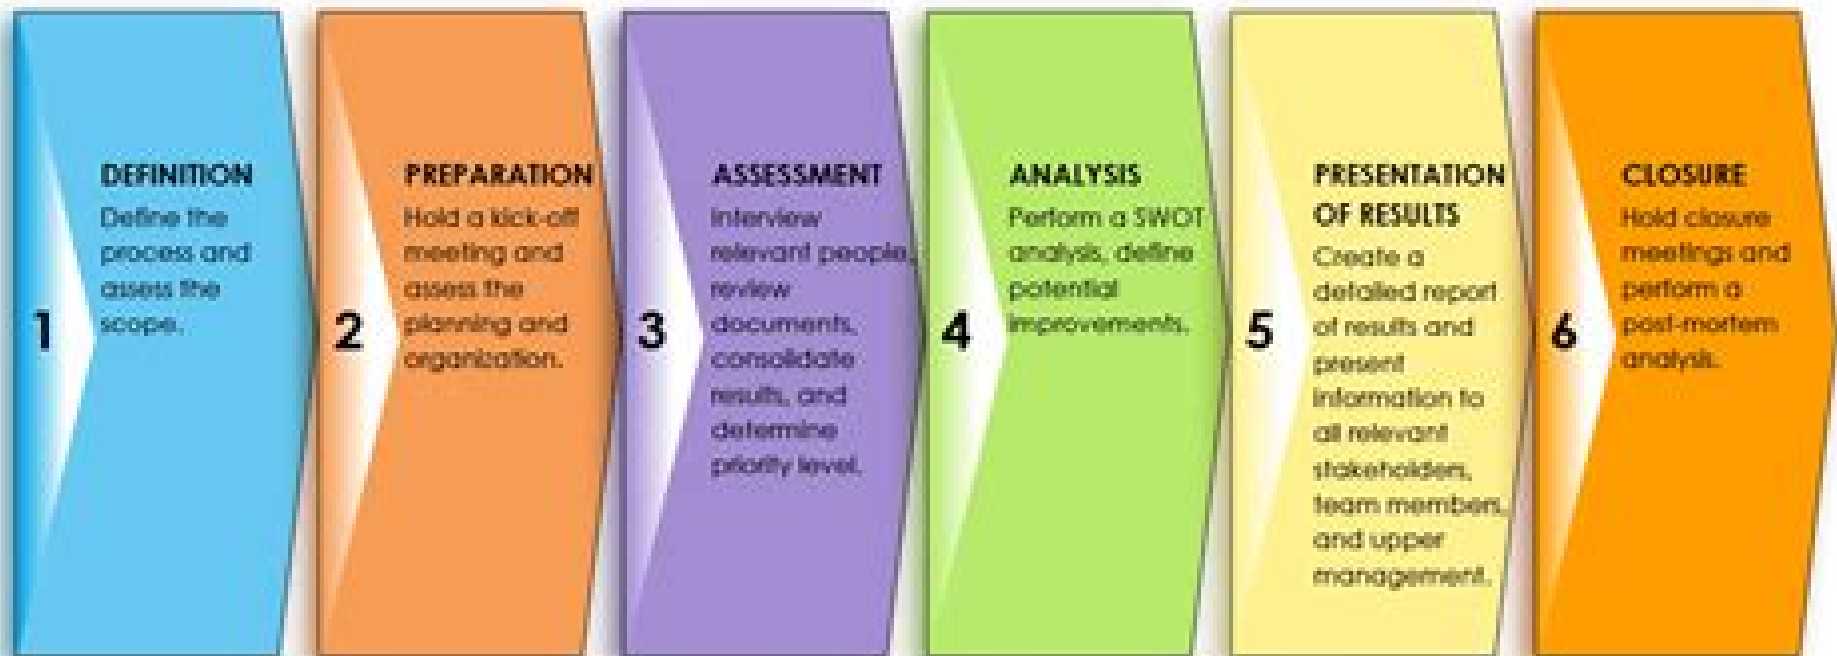 1
DEFINITION
Define the
process and
assess the
scope.
2
PREPARATION
Hold a kick-off
meeting and
assess the
planning and
organization.
3
ASSESSMENT
Interview
relevant people,
review
documents,
consolidate
results, and
determine
priority level.
4
ANALYSIS
Perform a SWOT
analysis, define
potential
improvements.
5
PRESENTATION
OF RESULTS
Create a
detailed report
of results and
present
information to
all relevant
stakeholders,
team members,
and upper
management.
6
CLOSURE
Hold closure
meetings and
perform a
post-mortem
analysis.